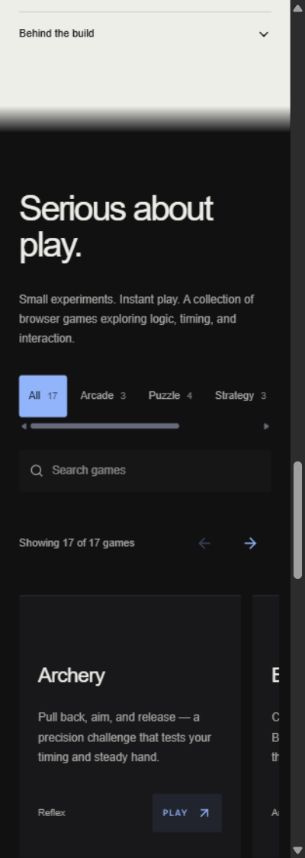 Behind the build
Serious about
play.
Small experiments. Instant play. A collection of
browser games exploring logic, timing, and
interaction.
All 17 Arcade 3 Puzzle 4 Strategy 3
Search games
Showing 17 of 17 games
Archery
Pull back, aim, and release — a
precision challenge that tests your
timing and steady hand.
Reflex PLAY